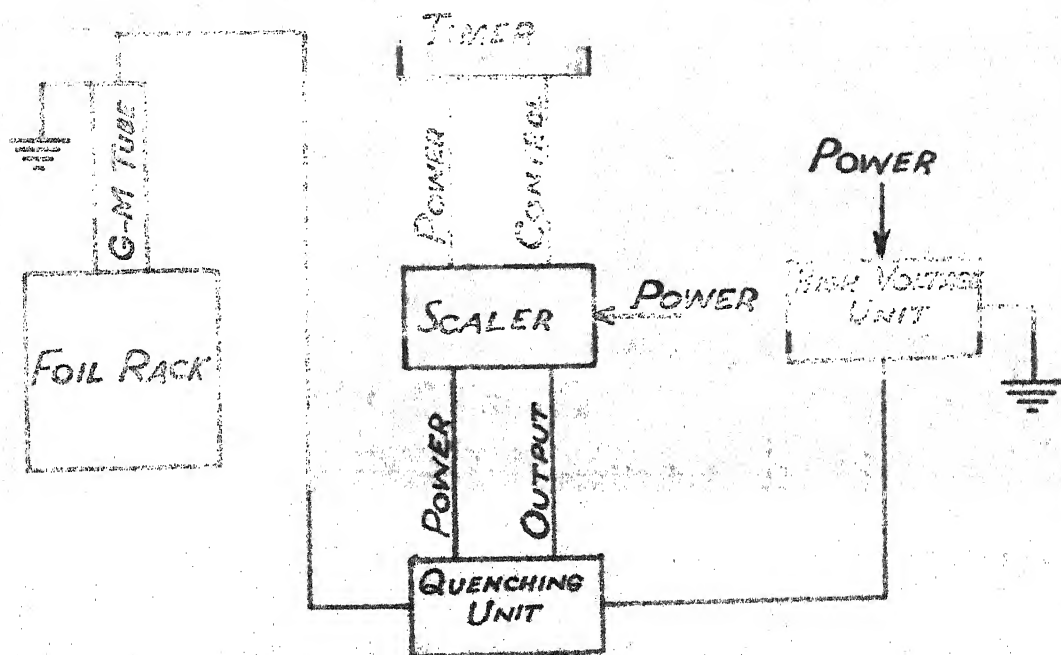 TIMER
POWER
CONTROL
G-M TUBE
POWER
HIGH VOLTAGE
UNIT
POWER
SCALER
FOIL RACK
POWER
OUTPUT
QUENCHING
UNIT